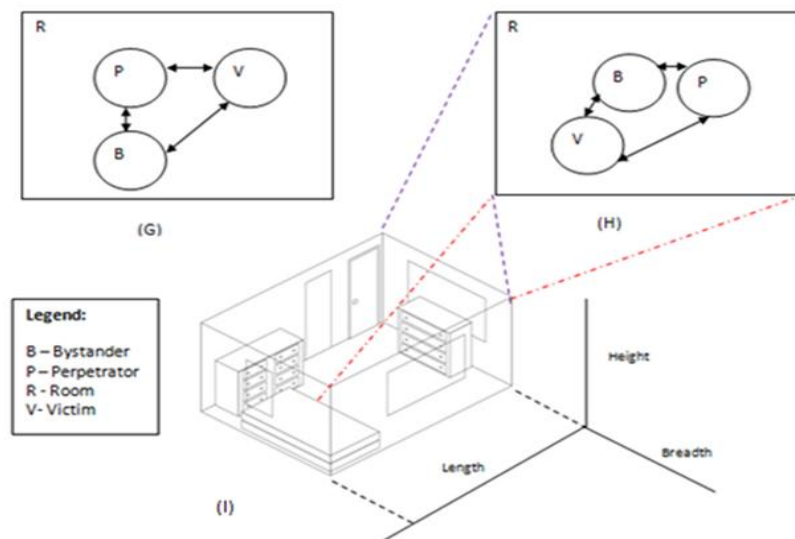 R
P
V
B
(G)
R
B
P
V
(H)
Legend:
B – Bystander
P – Perpetrator
R - Room
V- Victim
Height
Breadth
Length
(I)